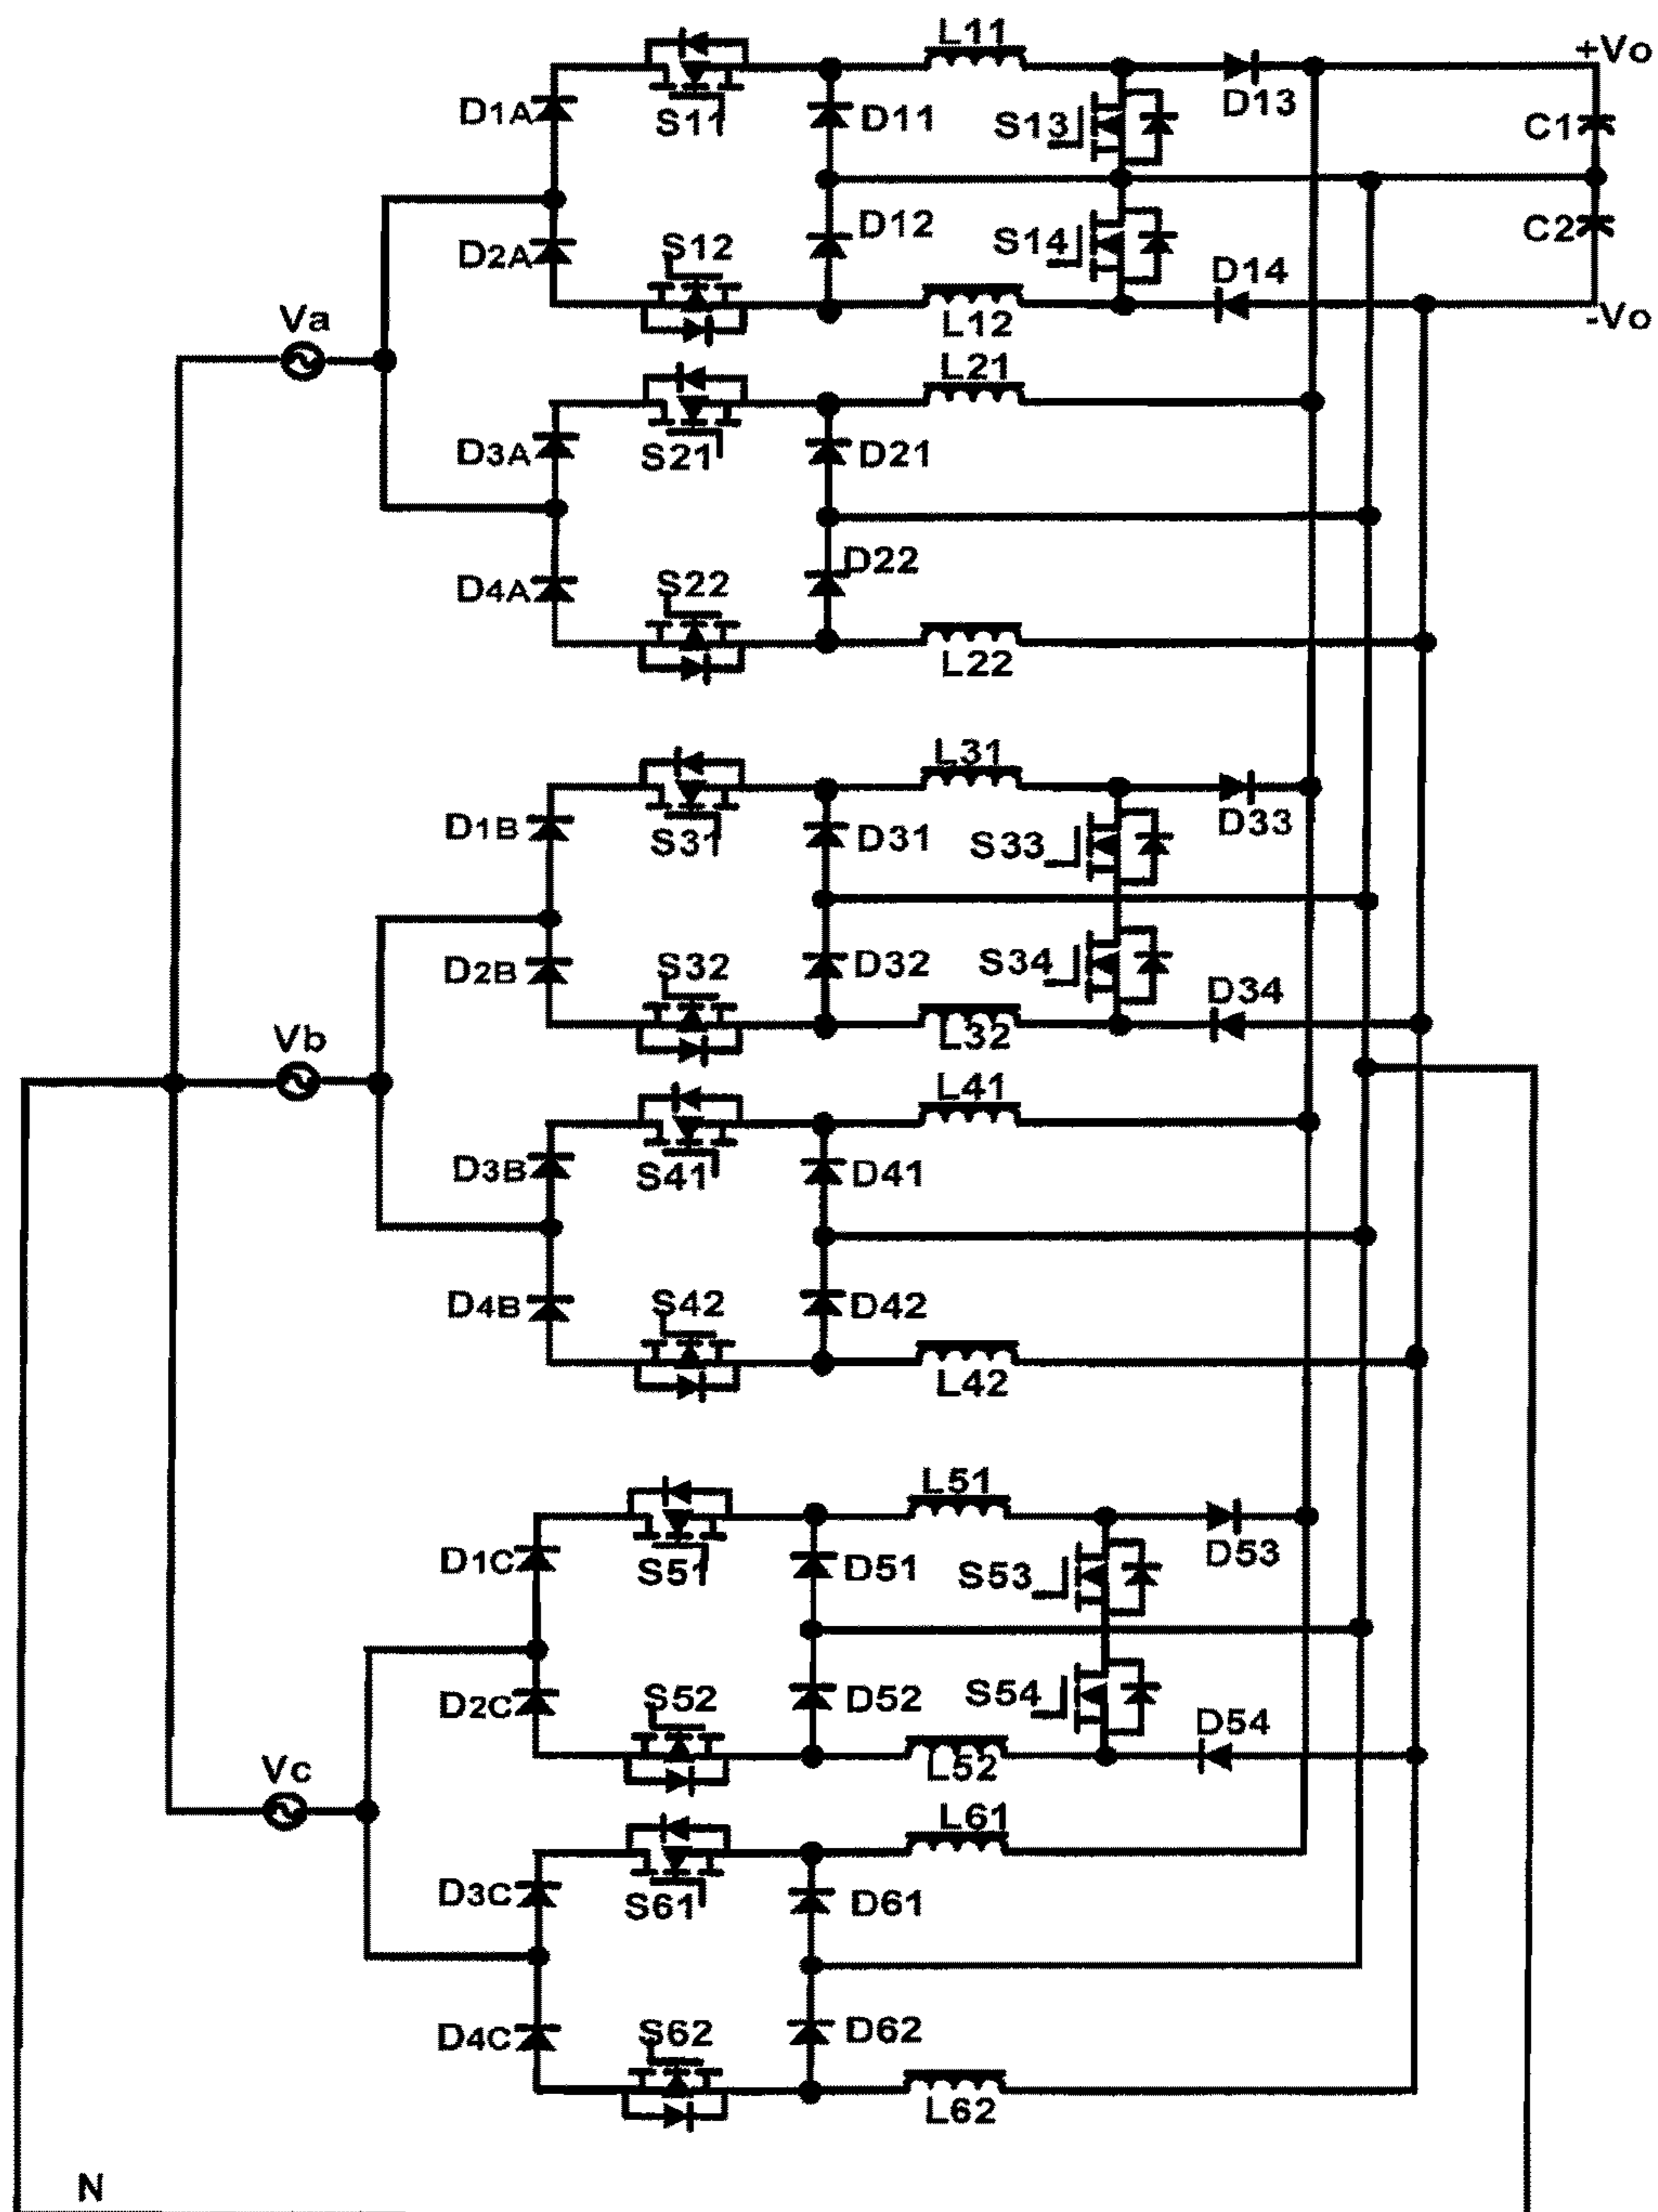 L11
+Vo
D1A
S11
D11
S13
D13
C1
D2A
S12
D12
S14
D14
C2
Va
L12
-Vo
L21
D3A
S21
D21
D4A
S22
D22
L22
L31
D1B
S31
D31
S33
D33
D2B
S32
D32
S34
D34
Vb
L32
L41
D3B
S41
D41
D4B
S42
D42
L42
L51
D1C
S51
D51
S53
D53
D2C
S52
D52
S54
D54
Vc
L52
L61
D3C
S61
D61
D4C
S62
D62
L62
N